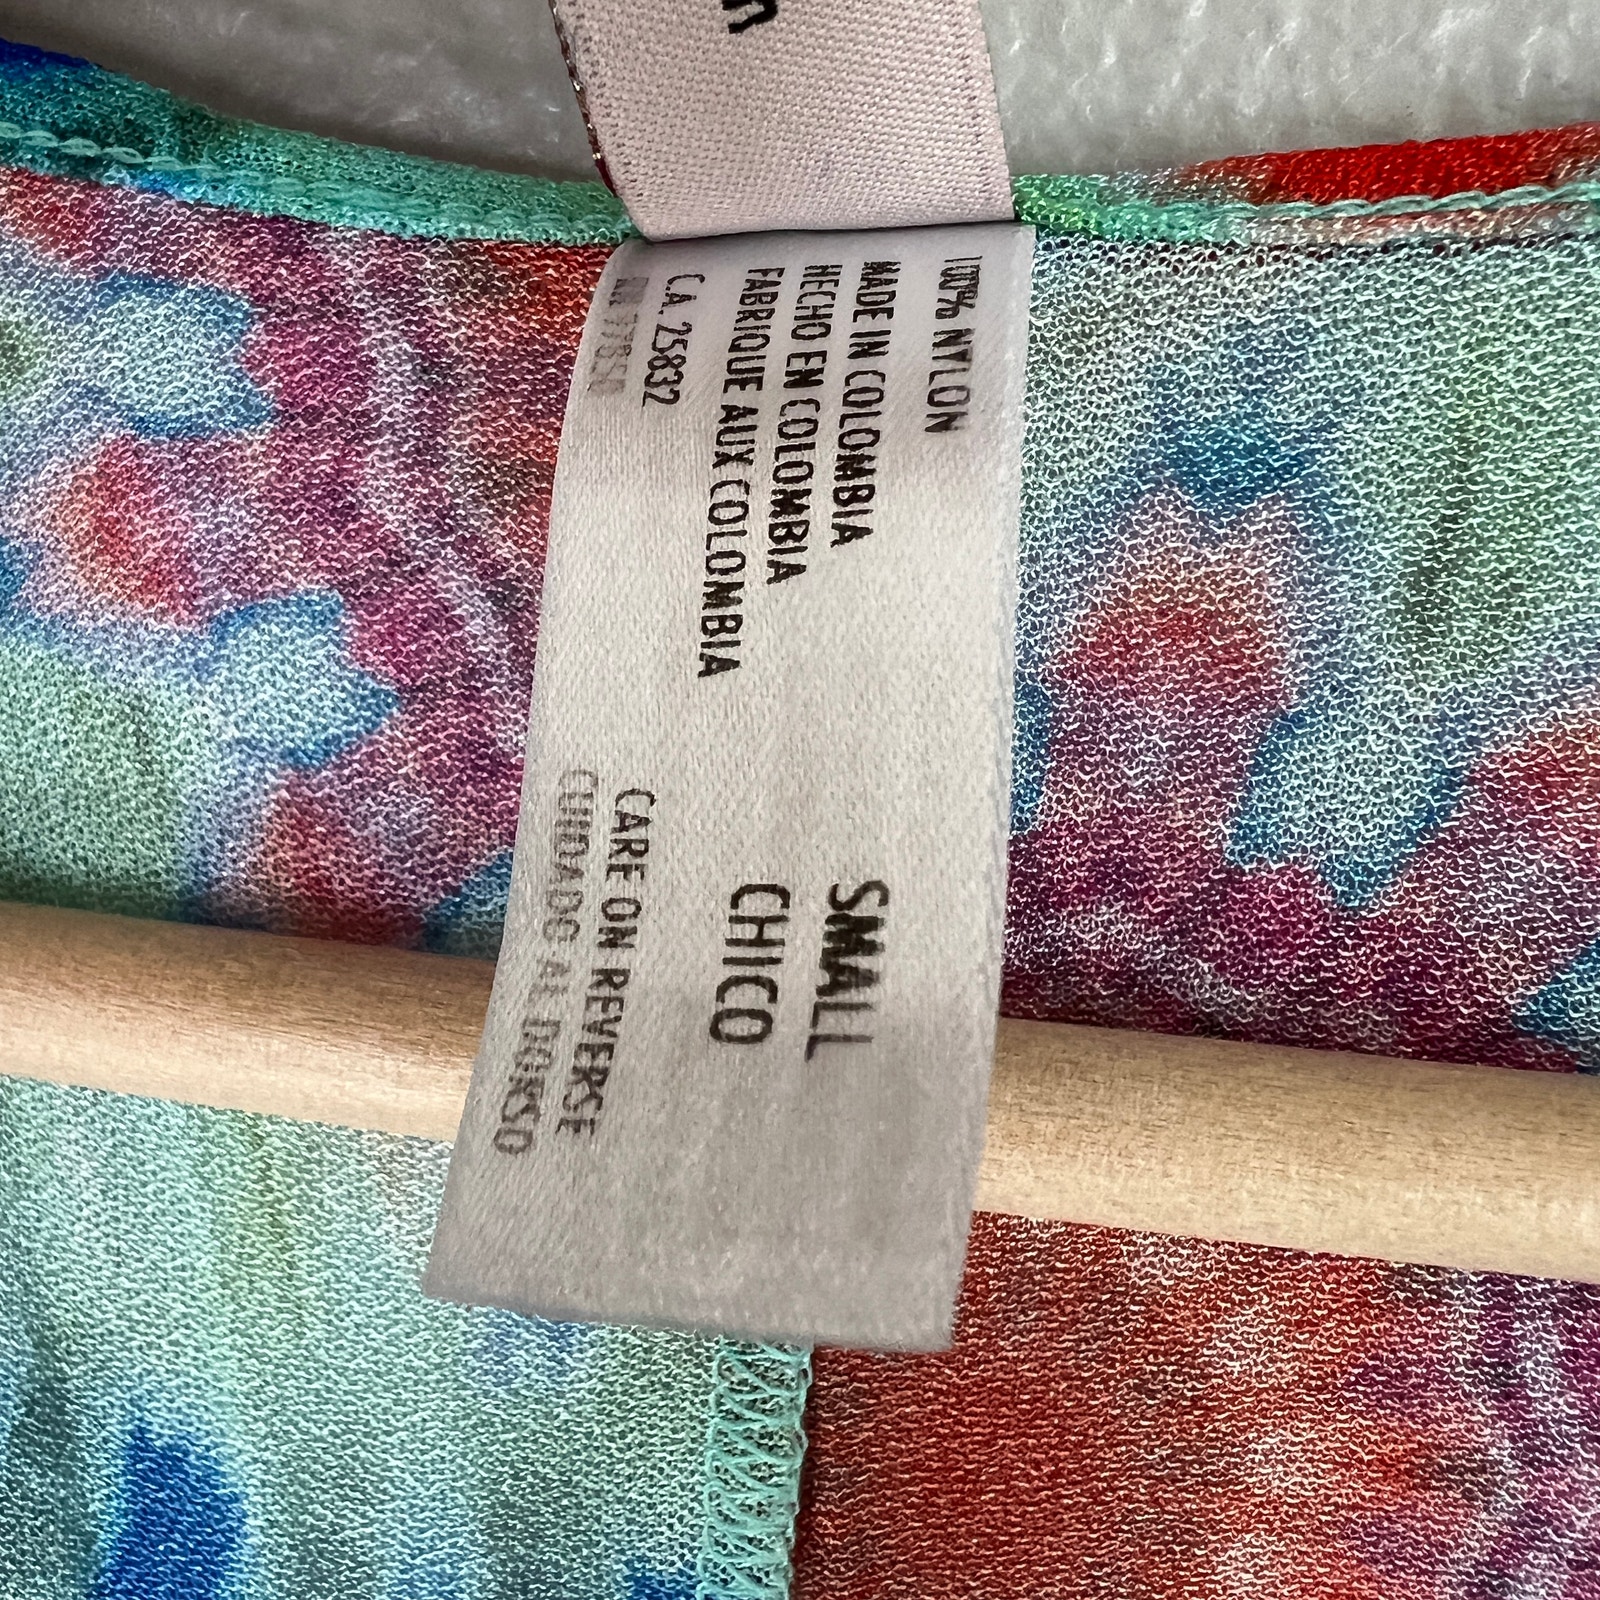 100% NYLON
MADE IN COLOMBIA
HECHO EN COLOMBIA
FABRIQUE AUX COLOMBIA
C.A. 25832
SMALL
CHICO
CARE ON REVERSE
CUIDADO AL DORSO